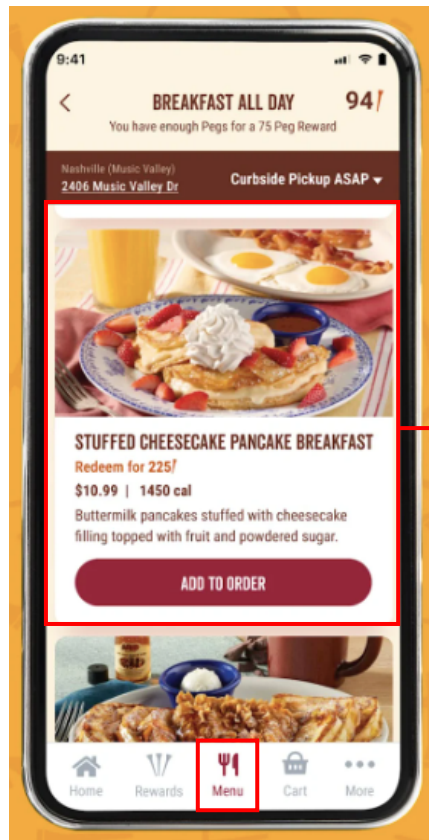 9:41
BREAKFAST ALL DAY 94
You have enough Pegs for a 75 Peg Reward
Nashville (Music Valley)
2406 Music Valley Dr
Curbside Pickup ASAP
STUFFED CHEESECAKE PANCAKE BREAKFAST
Redeem for 225
$10.99 | 1450 cal
Buttermilk pancakes stuffed with cheesecake
filling topped with fruit and powdered sugar.
ADD TO ORDER
Home Rewards Menu Cart More